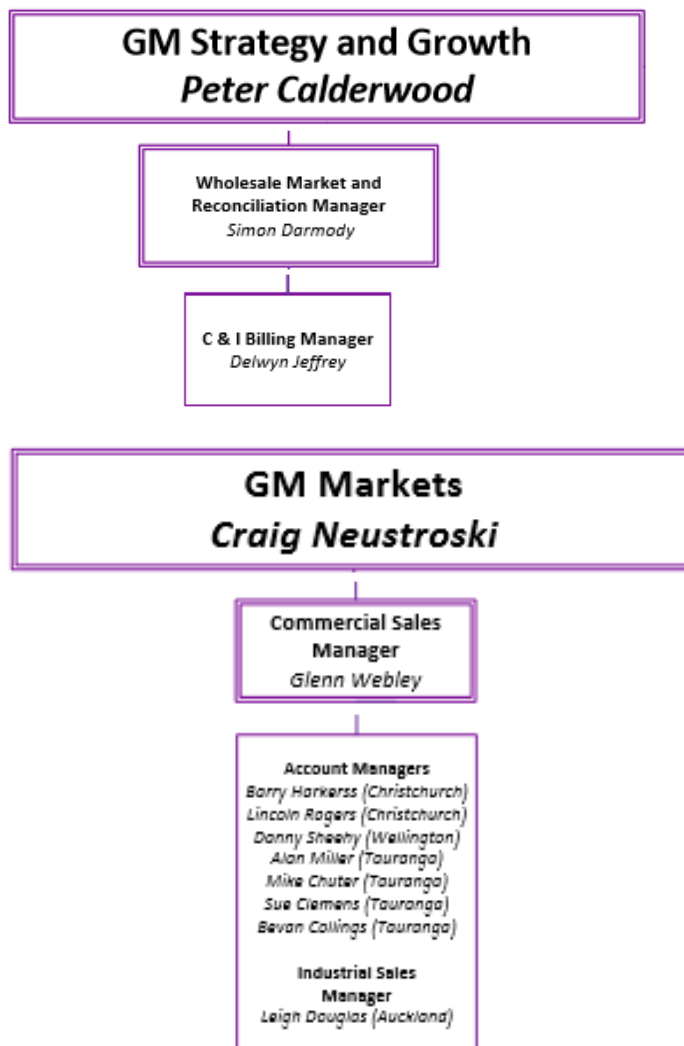 GM Strategy and Growth
Peter Calderwood
Wholesale Market and
Reconciliation Manager
Simon Darmody
C & I Billing Manager
Delwyn Jeffrey
GM Markets
Craig Neustroski
Commercial Sales
Manager
Glenn Webley
Account Managers
Barry Harkerss (Christchurch)
Lincoln Rogers (Christchurch)
Danny Sheehy (Wellington)
Alan Miller (Tauranga)
Mike Chuter (Tauranga)
Sue Clemens (Tauranga)
Bevan Collings (Tauranga)
Industrial Sales
Manager
Leigh Douglas (Auckland)